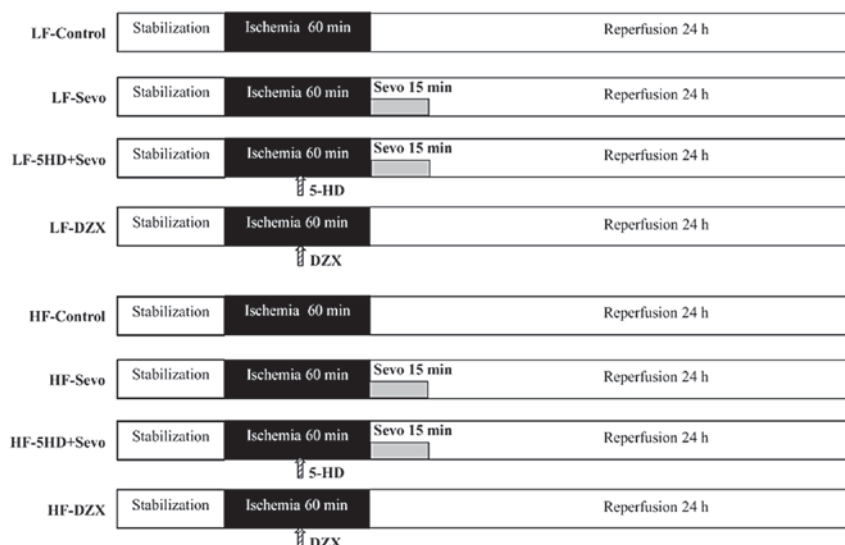 LF-Control Stabilization Ischemia 60 min Reperfusion 24 h
Sevo 15 min
LF-Sevo Stabilization Ischemia 60 min Reperfusion 24 h
Sevo 15 min
LF-5HD+Sevo Stabilization Ischemia 60 min Reperfusion 24 h
5-HD
LF-DZX Stabilization Ischemia 60 min Reperfusion 24 h
DZX
HF-Control Stabilization Ischemia 60 min Reperfusion 24 h
Sevo 15 min
HF-Sevo Stabilization Ischemia 60 min Reperfusion 24 h
Sevo 15 min
HF-5HD+Sevo Stabilization Ischemia 60 min Reperfusion 24 h
5-HD
HF-DZX Stabilization Ischemia 60 min Reperfusion 24 h
DZX